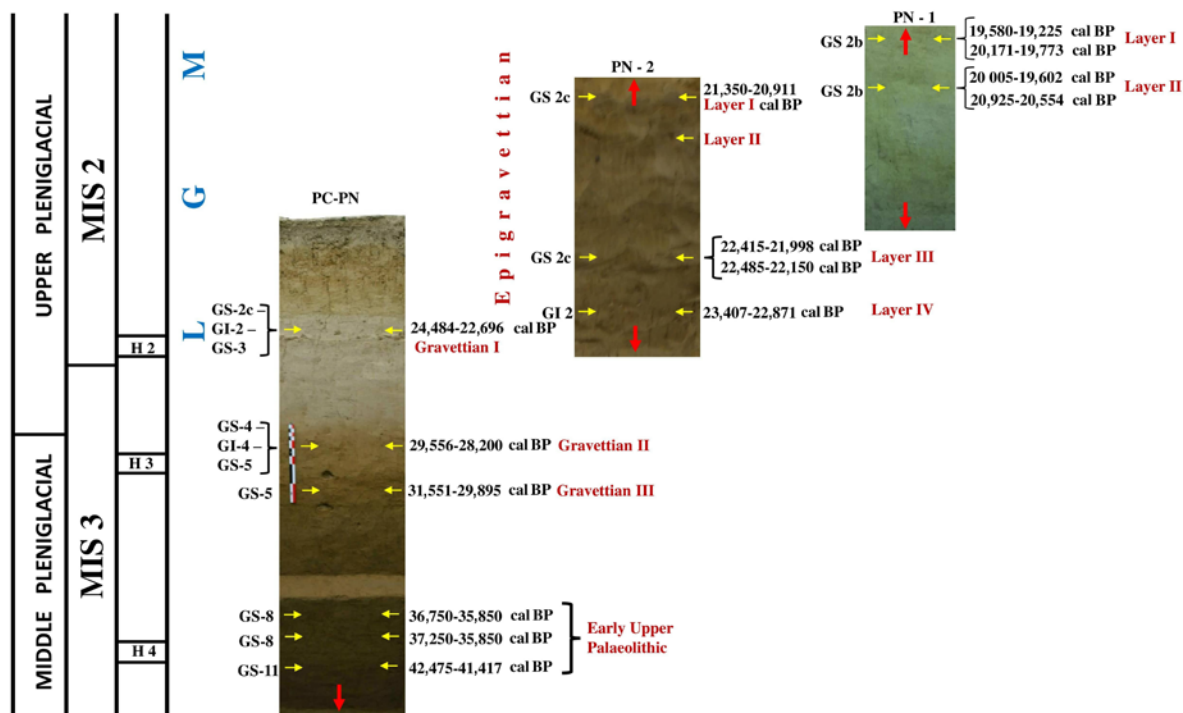 UPPER PLENIGLACIAL
MIDDLE PLENIGLACIAL
MIS 2
MIS 3
H 2
H 3
H 4
L G M
PC-PN
GS-2c
GI-2
GS-3
24,484-22,696 cal BP
Gravettian I
GS-4
GI-4
GS-5
29,556-28,200 cal BP Gravettian II
GS-5
31,551-29,895 cal BP Gravettian III
GS-8
36,750-35,850 cal BP
GS-8
37,250-35,850 cal BP
GS-11
42,475-41,417 cal BP
Early Upper
Palaeolithic
Epigravettian
PN - 2
GS 2c
21,350-20,911
Layer I cal BP
Layer II
GS 2c
22,415-21,998 cal BP
22,485-22,150 cal BP
Layer III
GI 2
23,407-22,871 cal BP
Layer IV
PN - 1
GS 2b
19,580-19,225 cal BP
20,171-19,773 cal BP
Layer I
GS 2b
20 005-19,602 cal BP
20,925-20,554 cal BP
Layer II